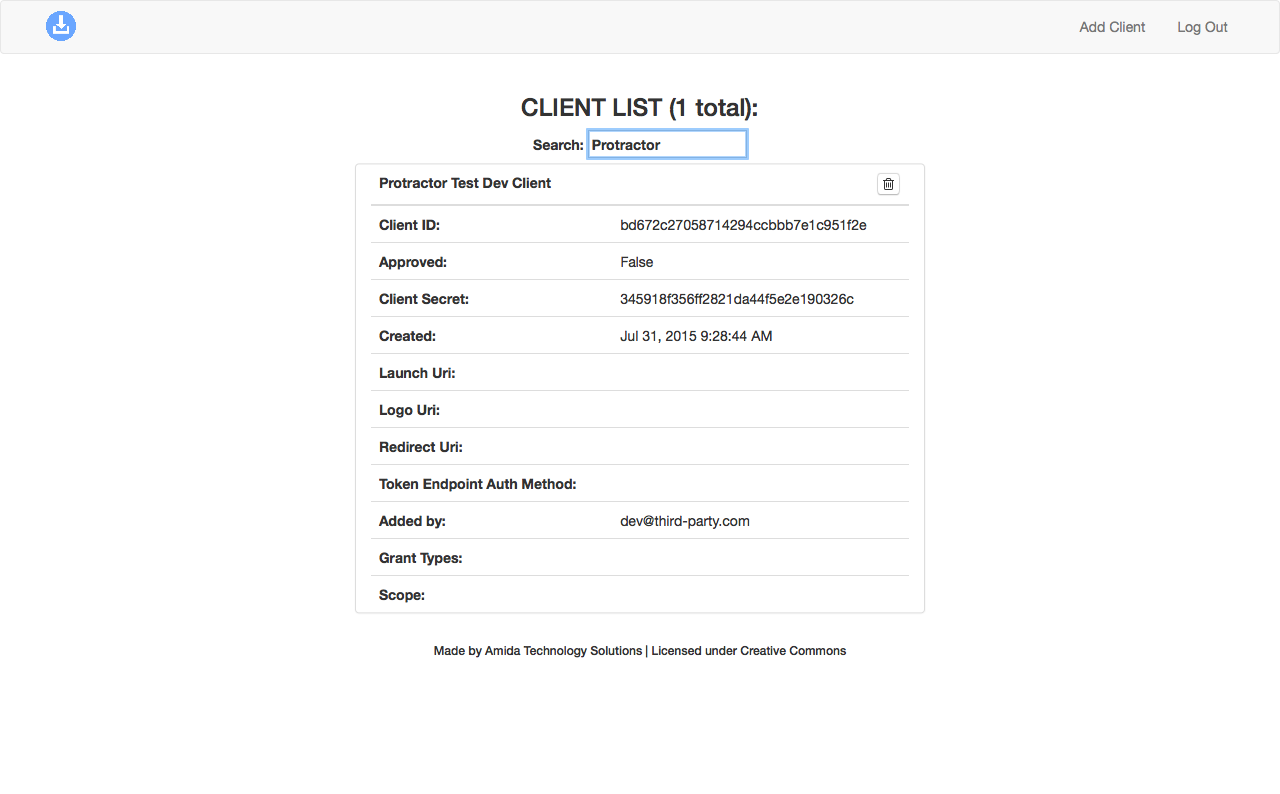 Add Client Log Out
CLIENT LIST (1 total):
Search: Protractor
Protractor Test Dev Client
Client ID: bd672c27058714294ccbbb7e1c951f2e
Approved: False
Client Secret: 345918f356ff2821da44f5e2e190326c
Created: Jul 31, 2015 9:28:44 AM
Launch Uri:
Logo Uri:
Redirect Uri:
Token Endpoint Auth Method:
Added by: dev@third-party.com
Grant Types:
Scope:
Made by Amida Technology Solutions | Licensed under Creative Commons